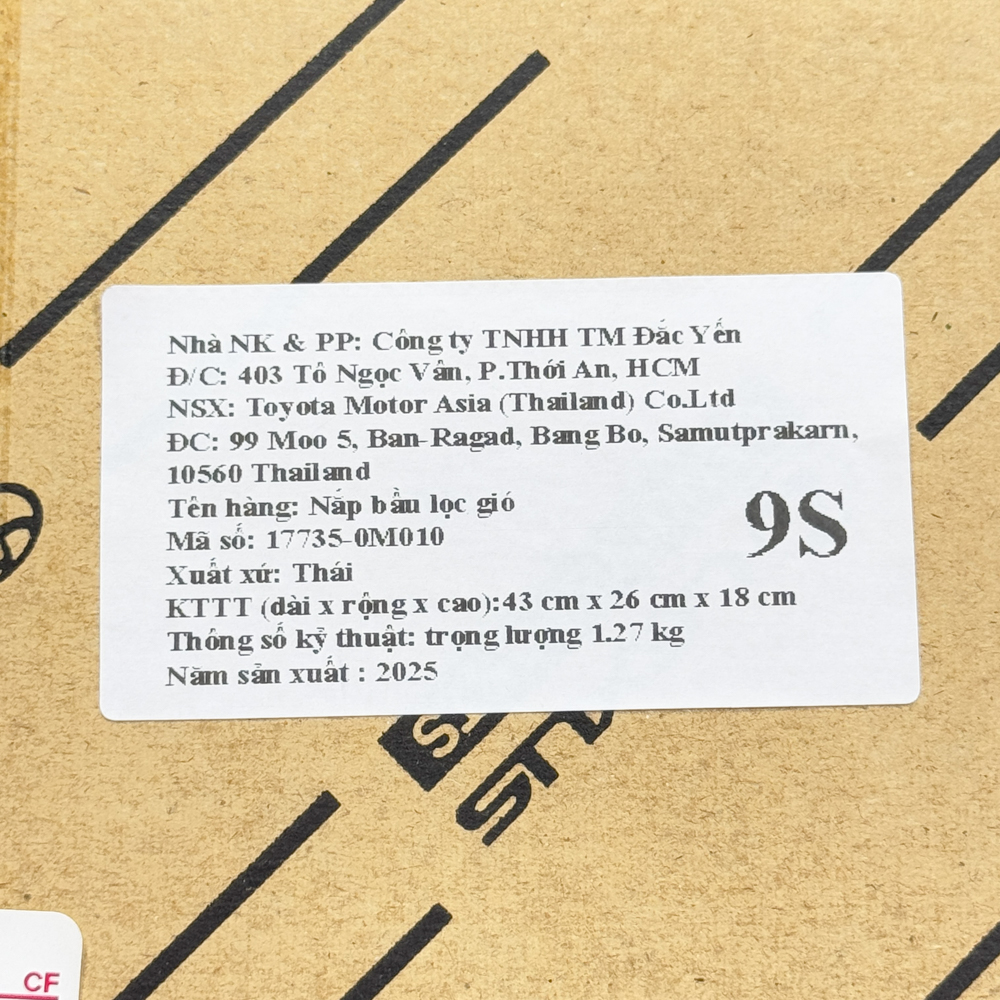 Nhà NK & PP: Công ty TNHH TM Đắc Yến
Đ/C: 403 Tô Ngọc Vân, P.Thới An, HCM
NSX: Toyota Motor Asia (Thailand) Co.Ltd
ĐC: 99 Moo 5, Ban-Ragad, Bang Bo, Samutprakarn,
10560 Thailand
Tên hàng: Nắp bầu lọc gió
Mã số: 17735-0M010
9S
Xuất xứ: Thái
KTTT (dài x rộng x cao):43 cm x 26 cm x 18 cm
Thông số kỷ thuật: trọng lượng 1.27 kg
Năm sản xuất : 2025
CF